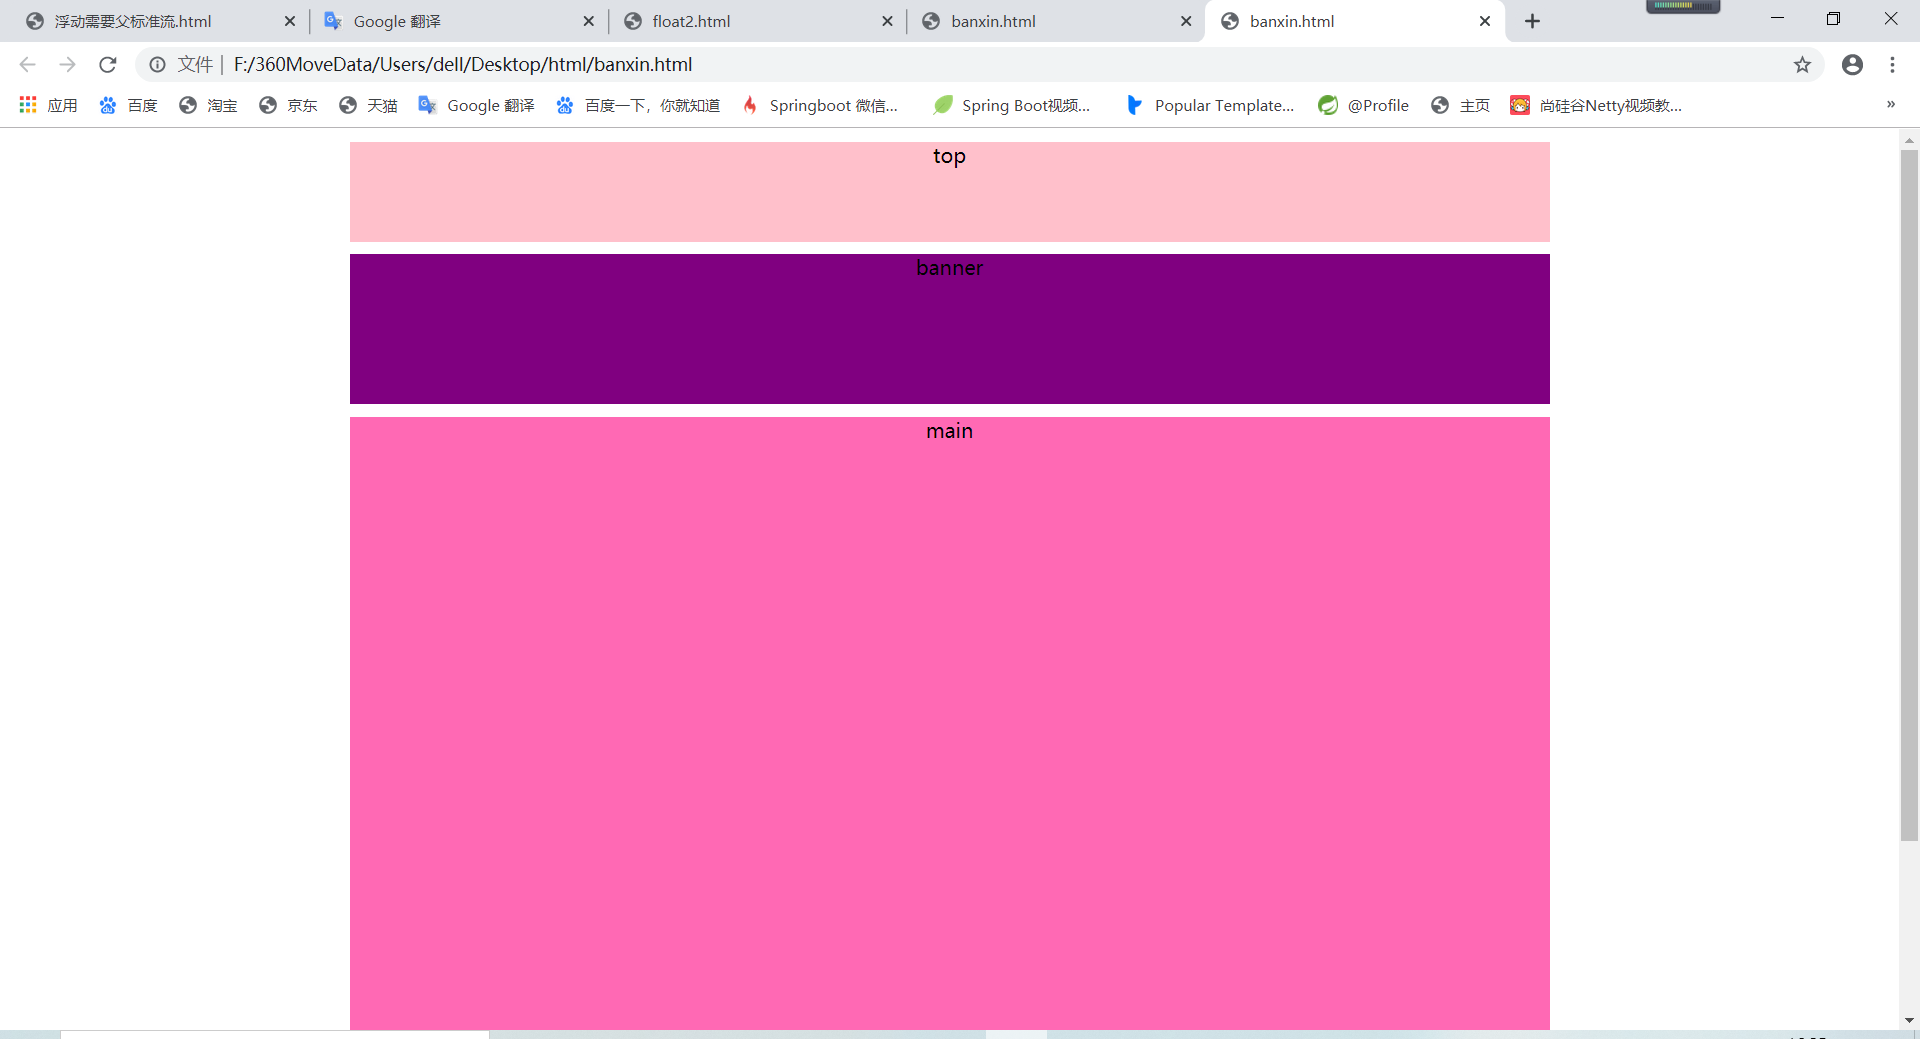 浮动需要父标准流.html Google 翻译 float2.html banxin.html banxin.html
文件 F:/360MoveData/Users/dell/Desktop/html/banxin.html
应用 百度 淘宝 京东 天猫 Google 翻译 百度一下，你就知道 Springboot 微信... Spring Boot视频... Popular Template... @Profile 主页 尚硅谷Netty视频教...
top
banner
main